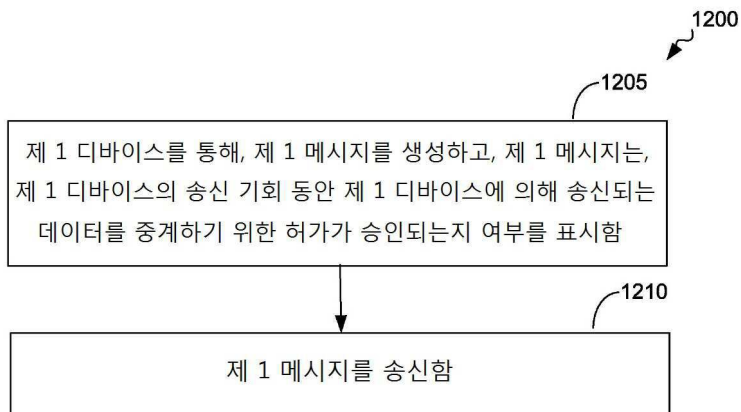 1200
1205
제 1 디바이스를 통해, 제 1 메시지를 생성하고, 제 1 메시지는,
제 1 디바이스의 송신 기회 동안 제 1 디바이스에 의해 송신되는
데이터를 중계하기 위한 허가가 승인되는지 여부를 표시함
1210
제 1 메시지를 송신함